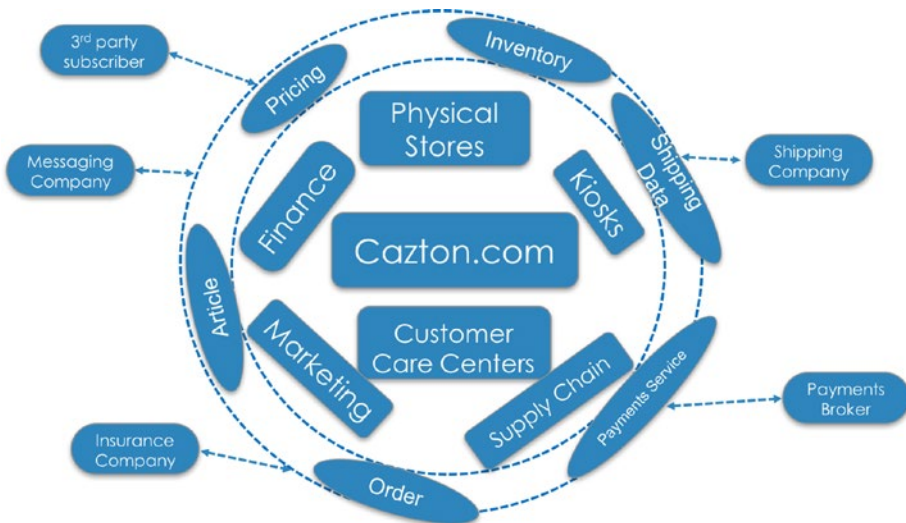 3rd party
subscriber
Pricing
Inventory
Messaging
Company
Physical
Stores
Shipping
Data
Shipping
Company
Finance
Kiosks
Cazton.com
Article
Marketing
Customer
Care Centers
Supply Chain
Payments Service
Payments
Broker
Insurance
Company
Order